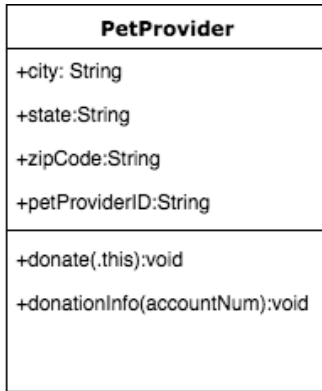 PetProvider
+city: String
+state:String
+zipCode:String
+petProviderID:String
+donate(.this):void
+donationInfo(accountNum):void